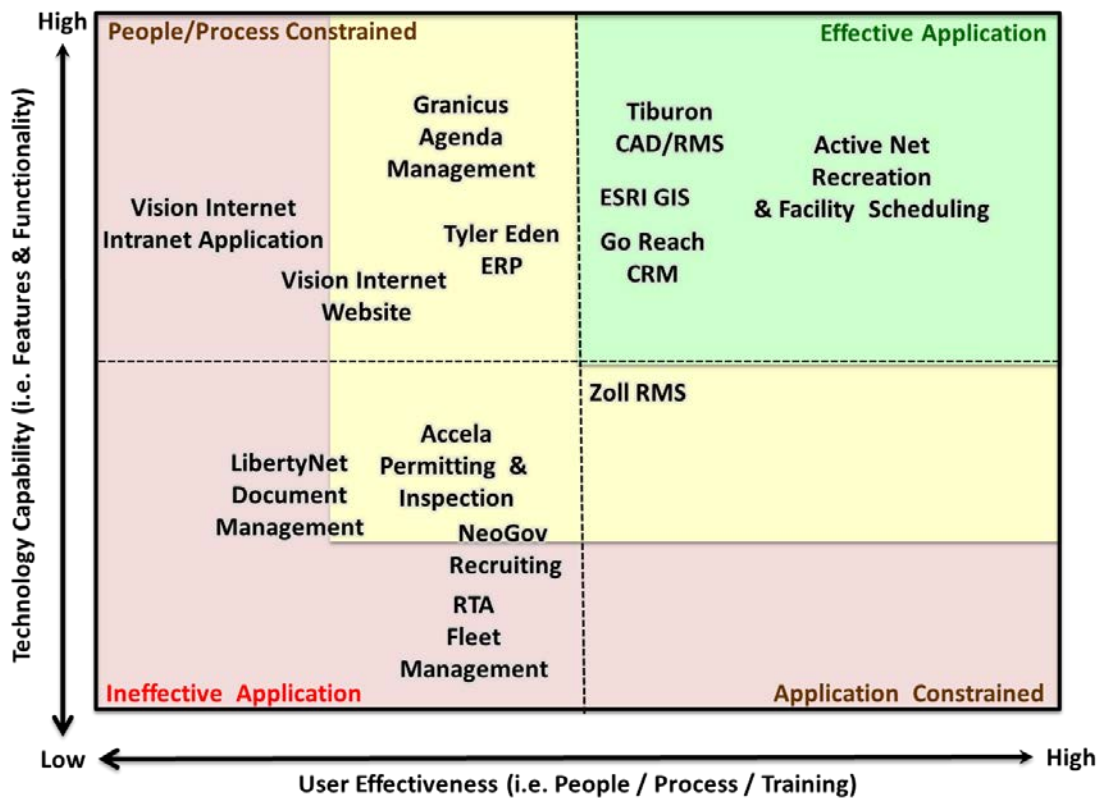 High
People/Process Constrained
Effective Application
Granicus
Agenda
Management
Tiburon
CAD/RMS
Active Net
Recreation
& Facility Scheduling
ESRI GIS
Vision Internet
Intranet Application
Tyler Eden
ERP
Go Reach
CRM
Vision Internet
Website
Zoll RMS
Accela
Permitting &
Inspection
LibertyNet
Document
Management
NeoGov
Recruiting
RTA
Fleet
Management
Ineffective Application
Application Constrained
Technology Capability (i.e. Features & Functionality)
Low
High
User Effectiveness (i.e. People / Process / Training)